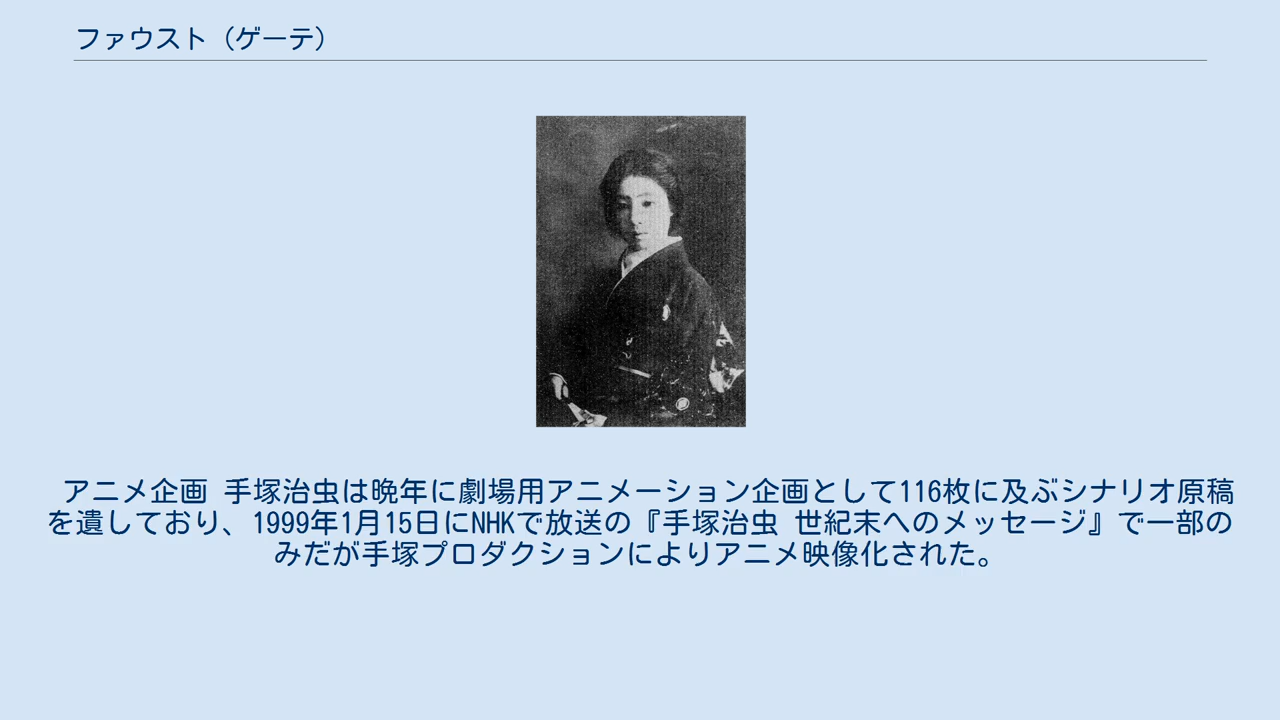 ファウスト（ゲーテ）
アニメ企画 手塚治虫は晩年に劇場用アニメーション企画として116枚に及ぶシナリオ原稿
を遺しており、1999年1月15日にNHKで放送の『手塚治虫 世紀末へのメッセージ』で一部の
みだが手塚プロダクションによりアニメ映像化された。